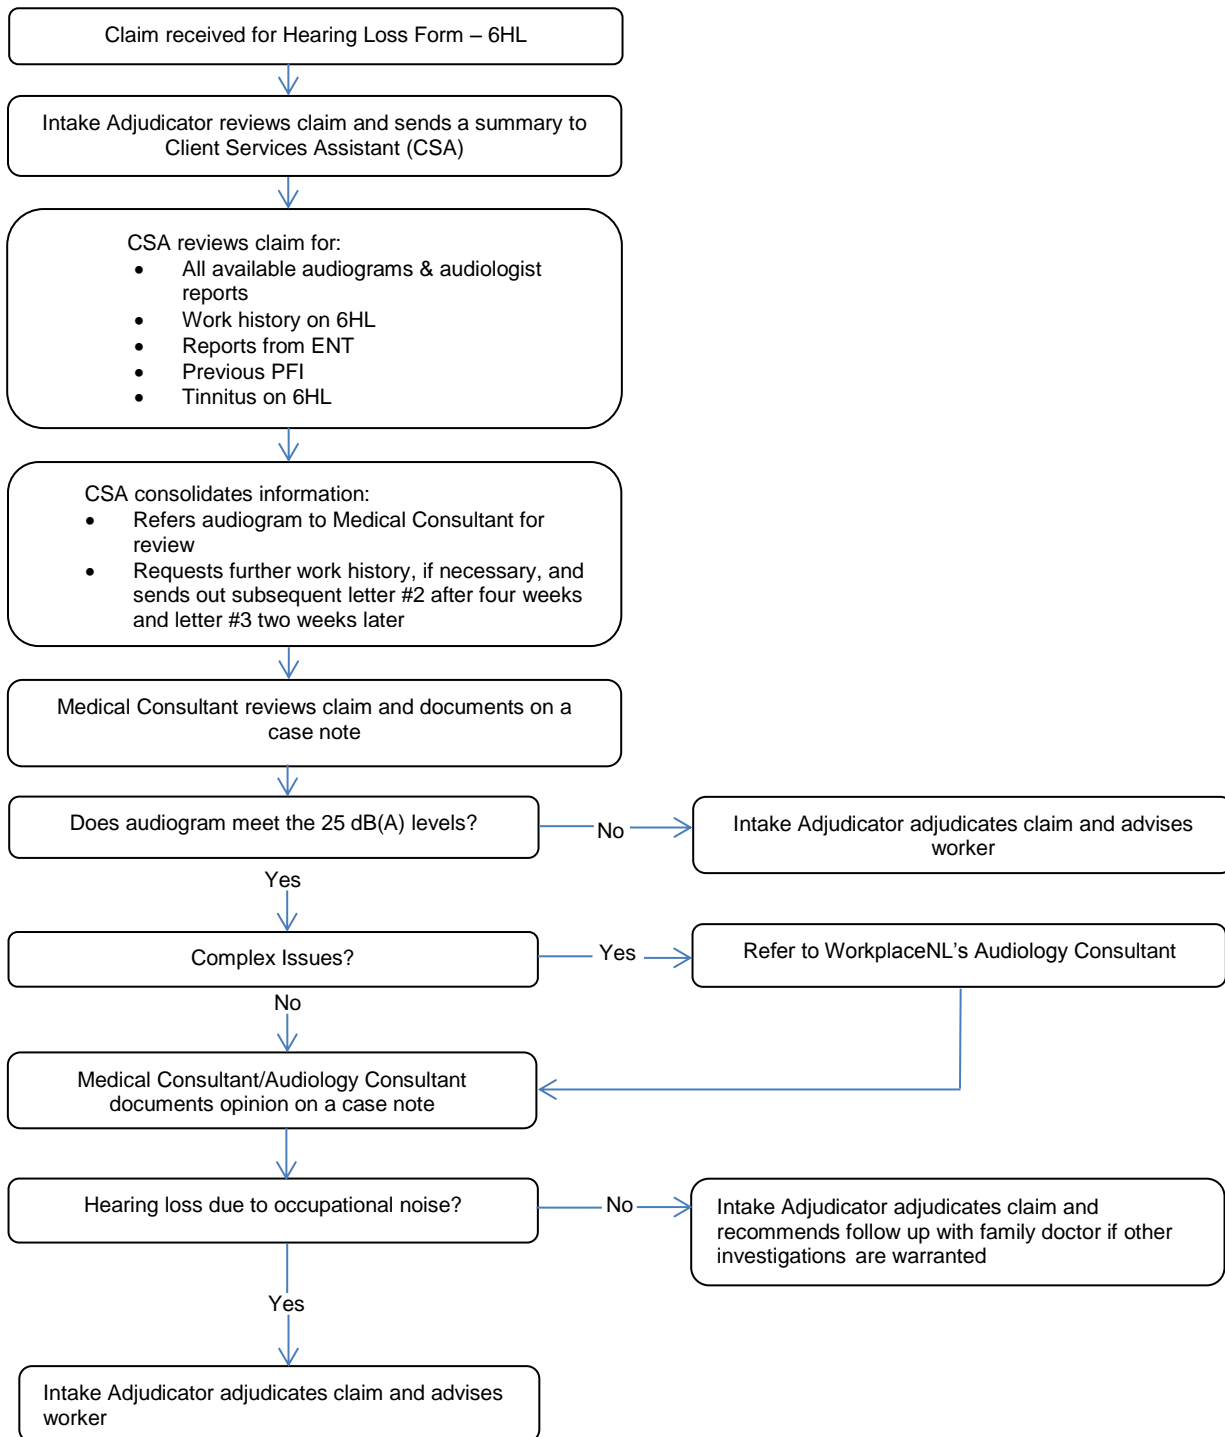 Claim received for Hearing Loss Form – 6HL
Intake Adjudicator reviews claim and sends a summary to
Client Services Assistant (CSA)
CSA reviews claim for:
• All available audiograms & audiologist
reports
• Work history on 6HL
• Reports from ENT
• Previous PFI
• Tinnitus on 6HL
CSA consolidates information:
• Refers audiogram to Medical Consultant for
review
• Requests further work history, if necessary, and
sends out subsequent letter #2 after four weeks
and letter #3 two weeks later
Medical Consultant reviews claim and documents on a
case note
Does audiogram meet the 25 dB(A) levels?
No
Intake Adjudicator adjudicates claim and advises
worker
Yes
Complex Issues?
Yes
Refer to WorkplaceNL’s Audiology Consultant
No
Medical Consultant/Audiology Consultant
documents opinion on a case note
Hearing loss due to occupational noise?
No
Intake Adjudicator adjudicates claim and
recommends follow up with family doctor if other
investigations are warranted
Yes
Intake Adjudicator adjudicates claim and advises
worker